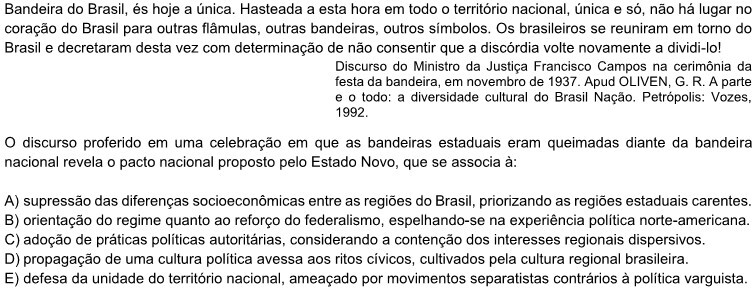 Bandeira do Brasil, és hoje a única. Hasteada a esta hora em todo o território nacional, única e só, não há lugar no
coração do Brasil para outras flâmulas, outras bandeiras, outros símbolos. Os brasileiros se reuniram em torno do
Brasil e decretaram desta vez com determinação de não consentir que a discórdia volte novamente a dividi-lo!
Discurso do Ministro da Justiça Francisco Campos na cerimônia da
festa da bandeira, em novembro de 1937. Apud OLIVEN, G. R. A parte
e o todo: a diversidade cultural do Brasil Nação. Petrópolis: Vozes,
1992.
O discurso proferido em uma celebração em que as bandeiras estaduais eram queimadas diante da bandeira
nacional revela o pacto nacional proposto pelo Estado Novo, que se associa à:
A) supressão das diferenças socioeconômicas entre as regiões do Brasil, priorizando as regiões estaduais carentes.
B) orientação do regime quanto ao reforço do federalismo, espelhando-se na experiência política norte-americana.
C) adoção de práticas políticas autoritárias, considerando a contenção dos interesses regionais dispersivos.
D) propagação de uma cultura política avessa aos ritos cívicos, cultivados pela cultura regional brasileira.
E) defesa da unidade do território nacional, ameaçado por movimentos separatistas contrários à política varguista.